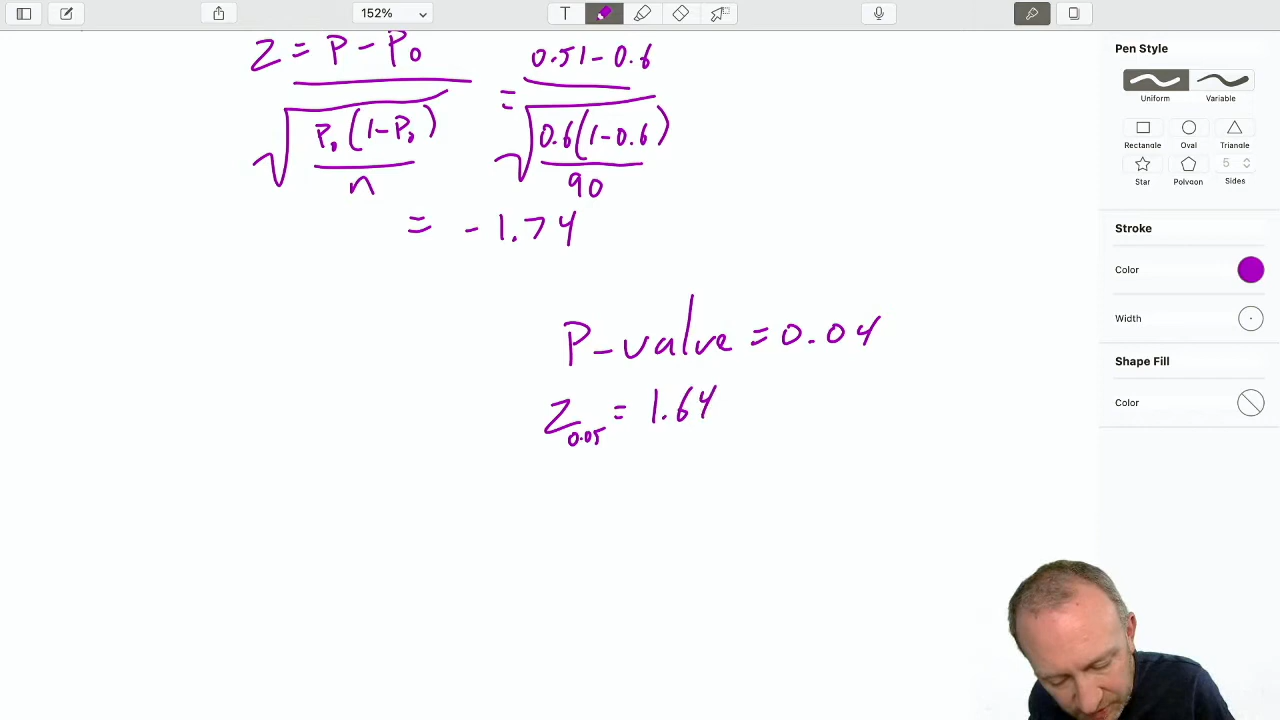 152%
T
Z = P - P₀ = 0.51 - 0.6
√ P₀(1-P₀) √ 0.6(1-0.6)
n 90
= -1.74
P-value = 0.04
Z0.05 = 1.64
Pen Style
Uniform Variable
Rectangle Oval Triangle
5
Star Polygon Sides
Stroke
Color
Width
Shape Fill
Color